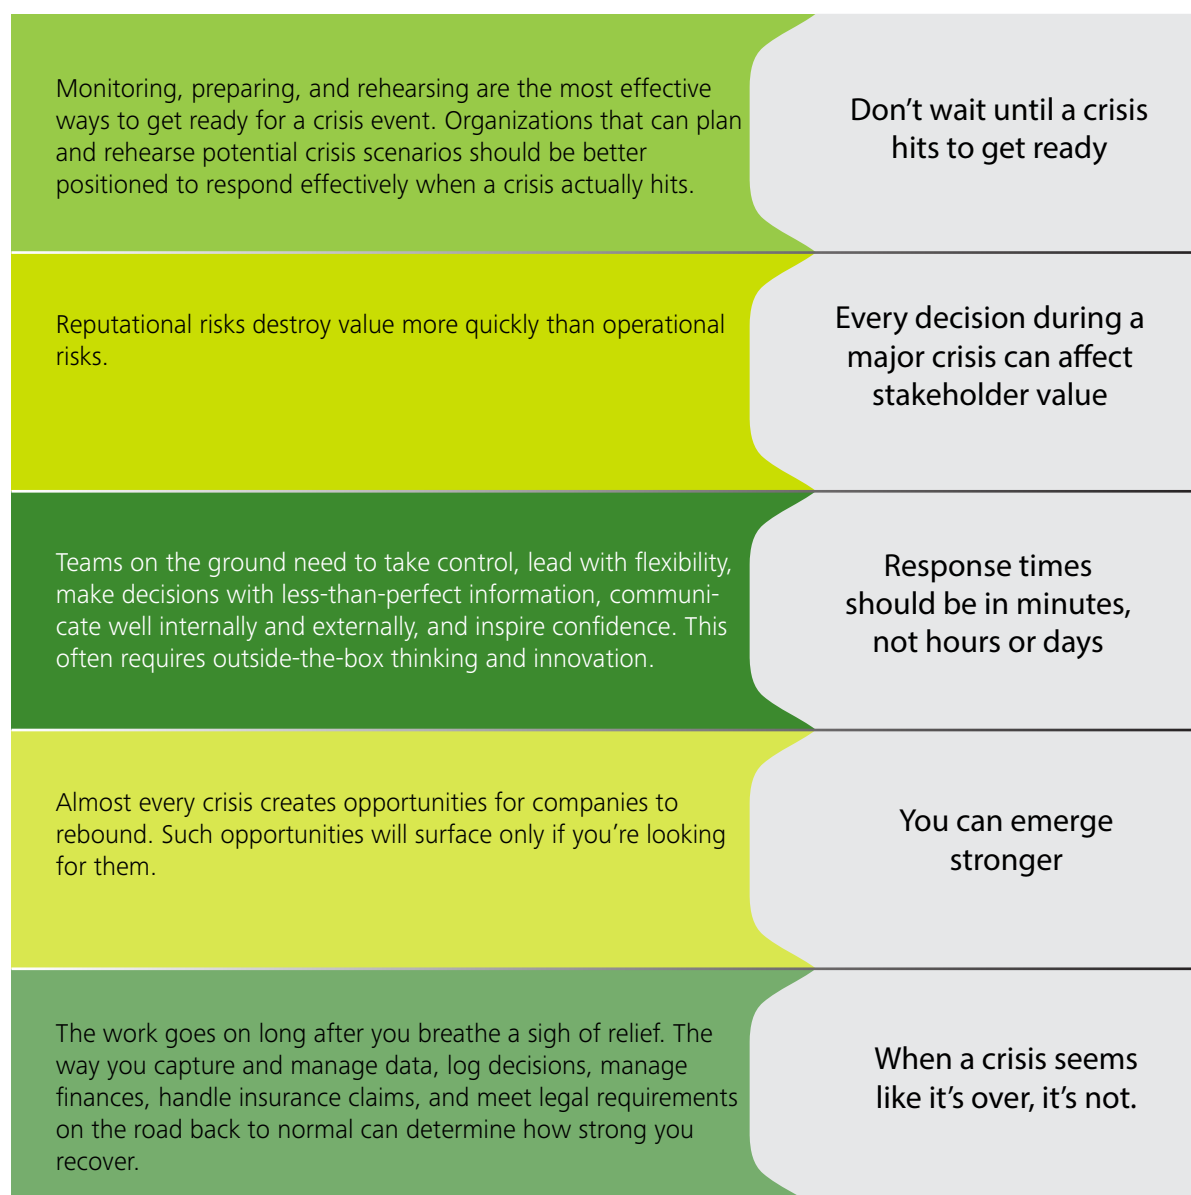 Monitoring, preparing, and rehearsing are the most effective
ways to get ready for a crisis event. Organizations that can plan
and rehearse potential crisis scenarios should be better
positioned to respond effectively when a crisis actually hits.
Don’t wait until a crisis
hits to get ready
Reputational risks destroy value more quickly than operational
risks.
Every decision during a
major crisis can affect
stakeholder value
Teams on the ground need to take control, lead with flexibility,
make decisions with less-than-perfect information, communi-
cate well internally and externally, and inspire confidence. This
often requires outside-the-box thinking and innovation.
Response times
should be in minutes,
not hours or days
Almost every crisis creates opportunities for companies to
rebound. Such opportunities will surface only if you’re looking
for them.
You can emerge
stronger
The work goes on long after you breathe a sigh of relief. The
way you capture and manage data, log decisions, manage
finances, handle insurance claims, and meet legal requirements
on the road back to normal can determine how strong you
recover.
When a crisis seems
like it’s over, it’s not.